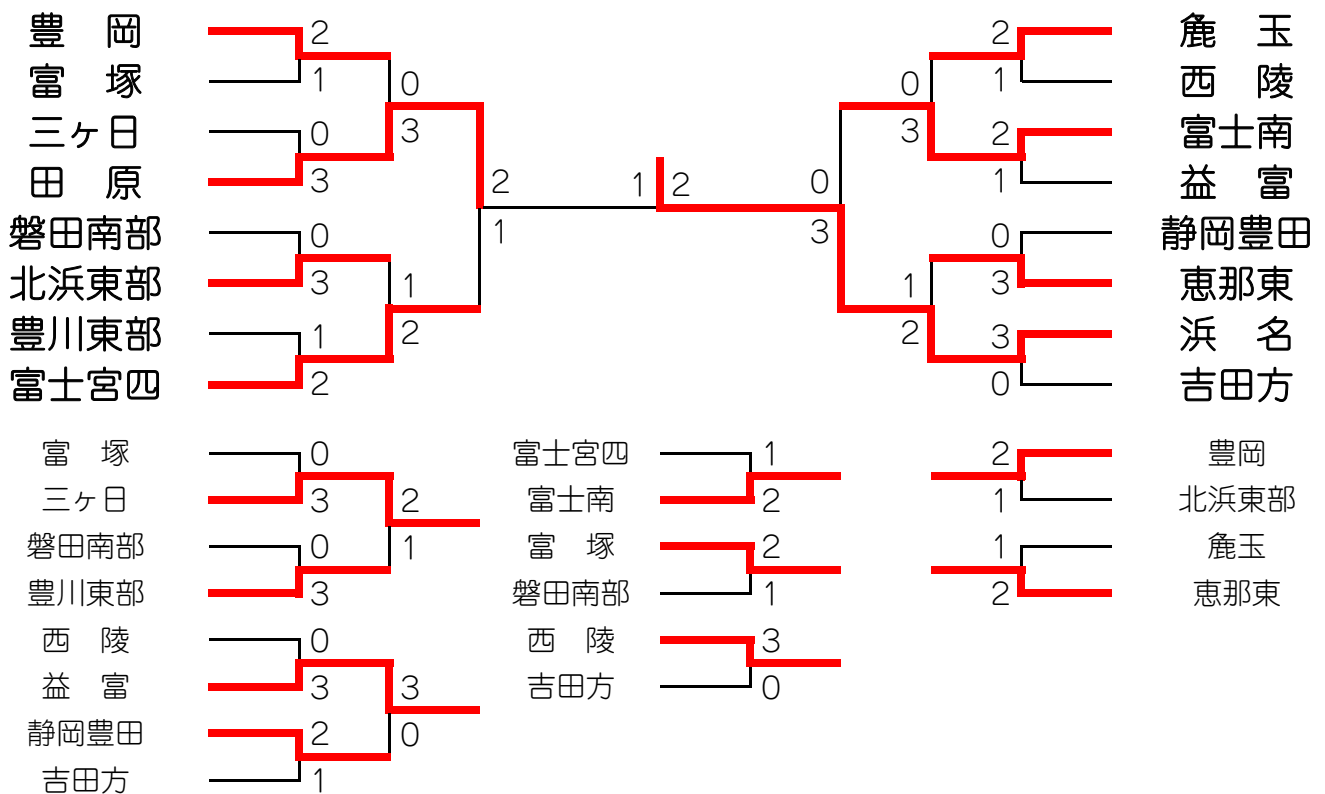 豊　岡 2 2 麁　玉
0 0
富　塚 1 1 西　陵
三ヶ日 0 3 3 2 富士南
田　原 3 2 1 2 0 1 益　富
磐田南部 0 1 3 0 静岡豊田
北浜東部 3 1 1 3 恵那東
豊川東部 1 2 2 3 浜　名
富士宮四 2 0 吉田方
富　塚 0 富士宮四 1 2 豊岡
三ヶ日 3 2 富士南 2 1 北浜東部
磐田南部 0 1 富　塚 2 1 麁玉
豊川東部 3 磐田南部 1 2 恵那東
西　陵 0 西　陵 3
益　富 3 3 吉田方 0
静岡豊田 2 0
吉田方 1